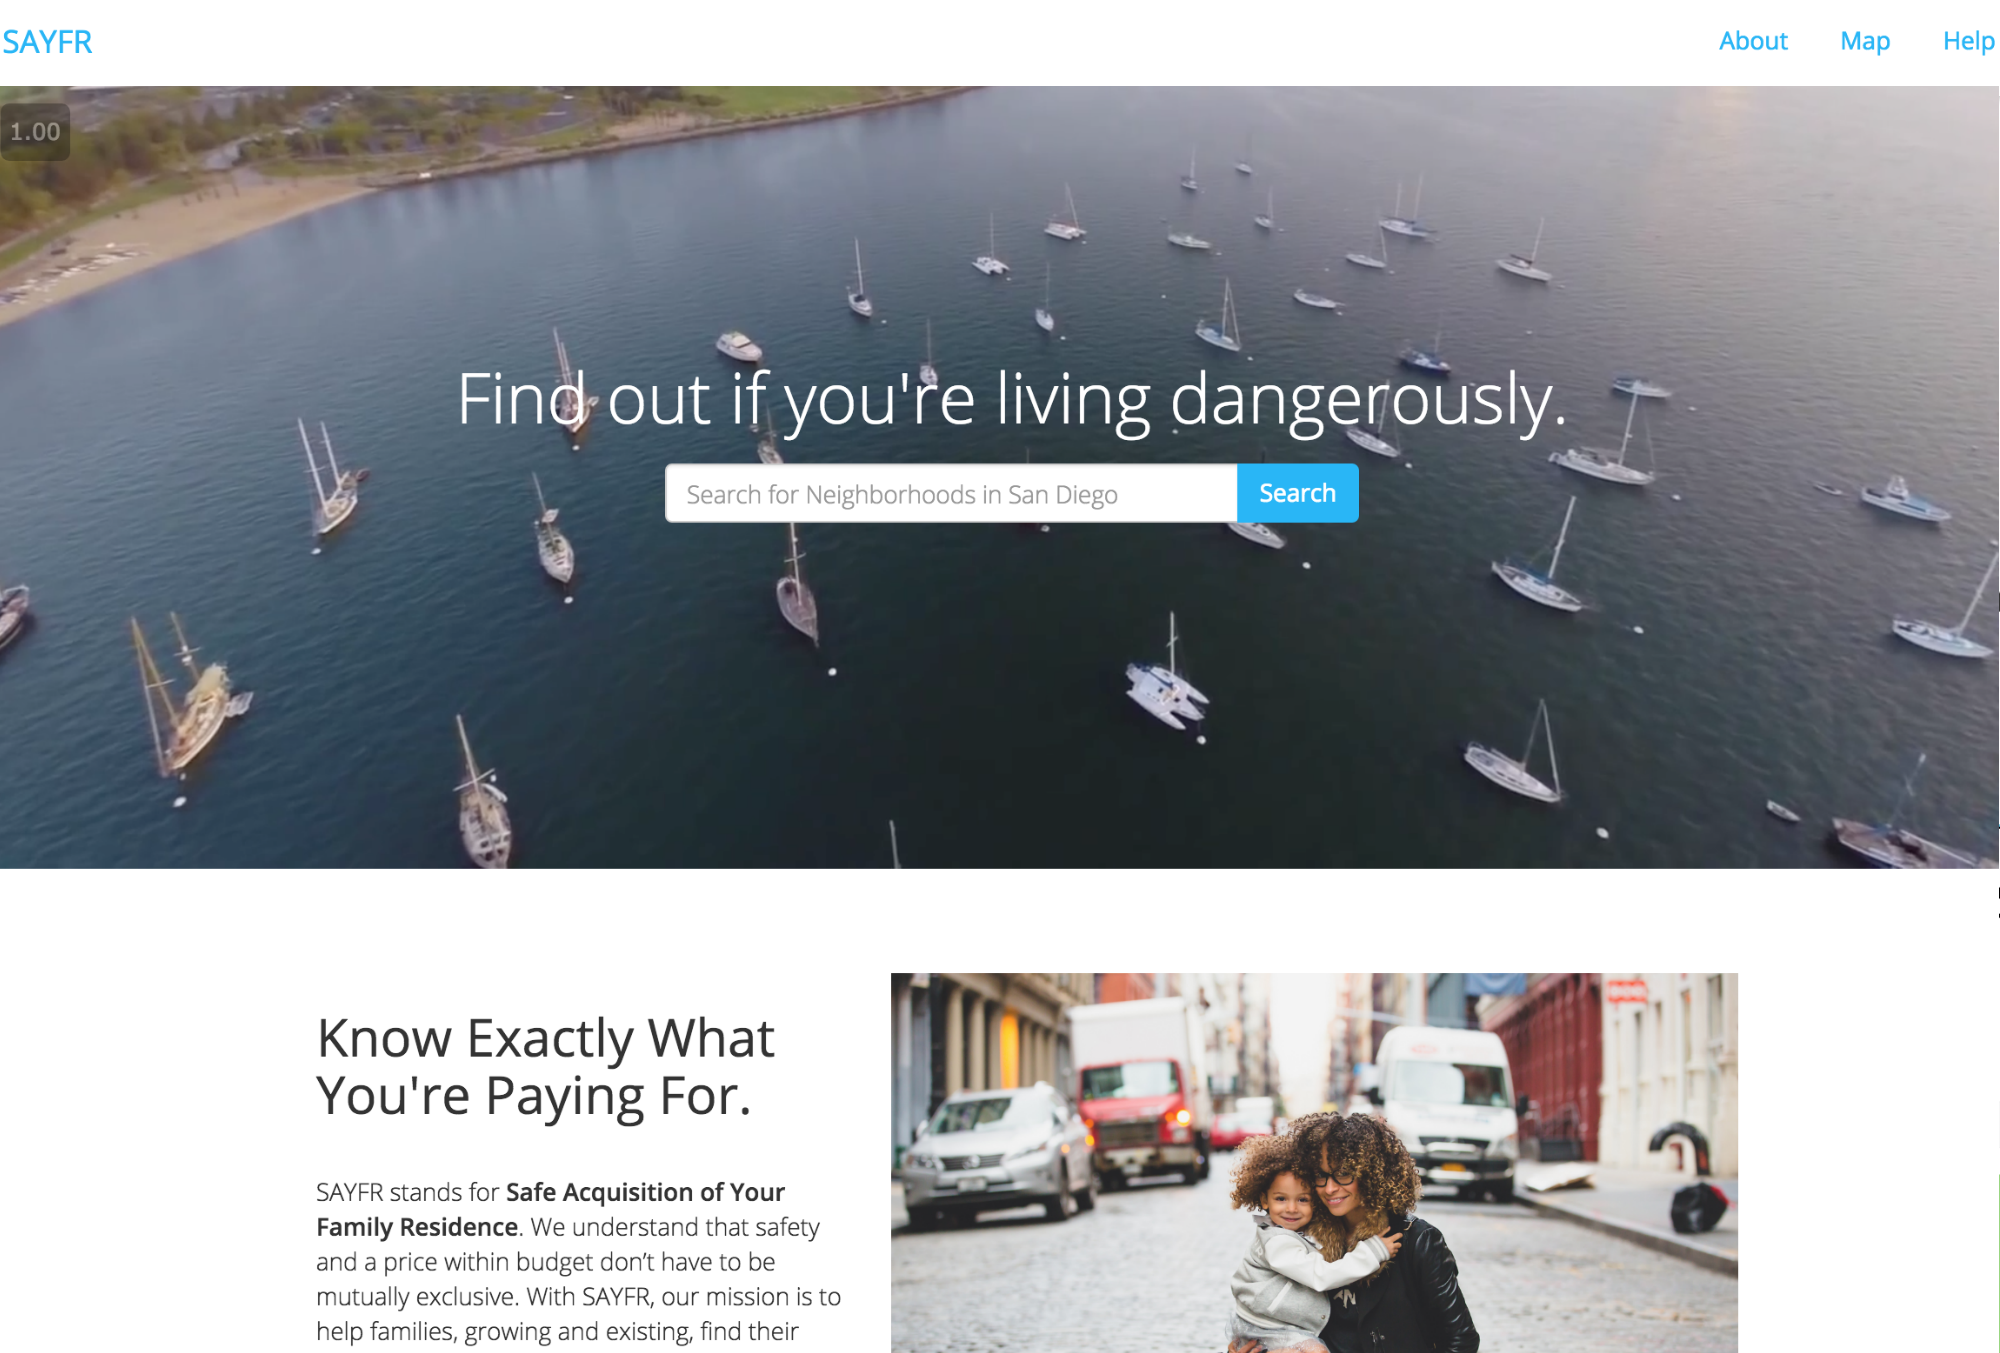 SAYFR
About Map Help
1.00
Find out if you're living dangerously.
Search for Neighborhoods in San Diego
Search
Know Exactly What
You're Paying For.
SAYFR stands for Safe Acquisition of Your
Family Residence. We understand that safety
and a price within budget don’t have to be
mutually exclusive. With SAYFR, our mission is to
help families, growing and existing, find their